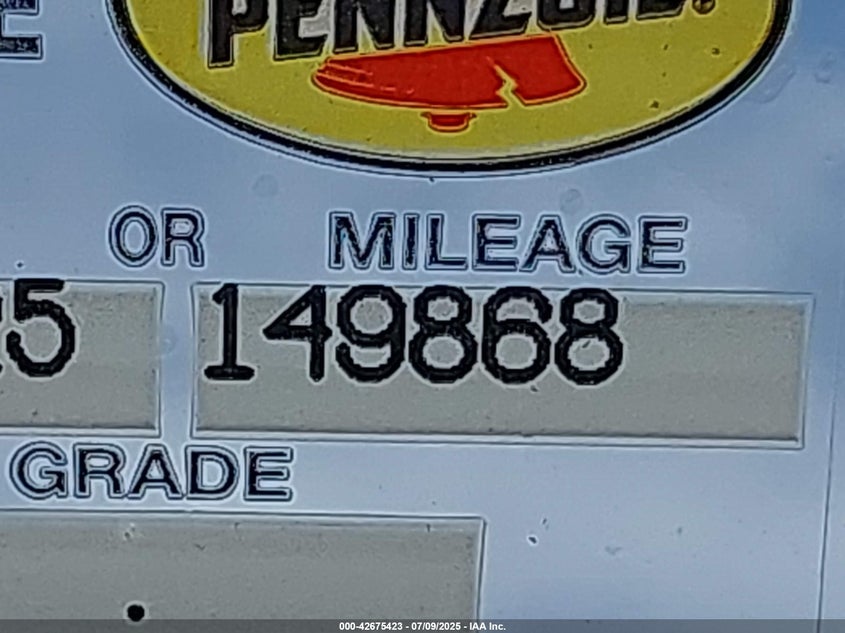 E
PENNZOIL.
OR MILEAGE
5 149868
GRADE
000-42675423 - 07/09/2025 - IAA Inc.